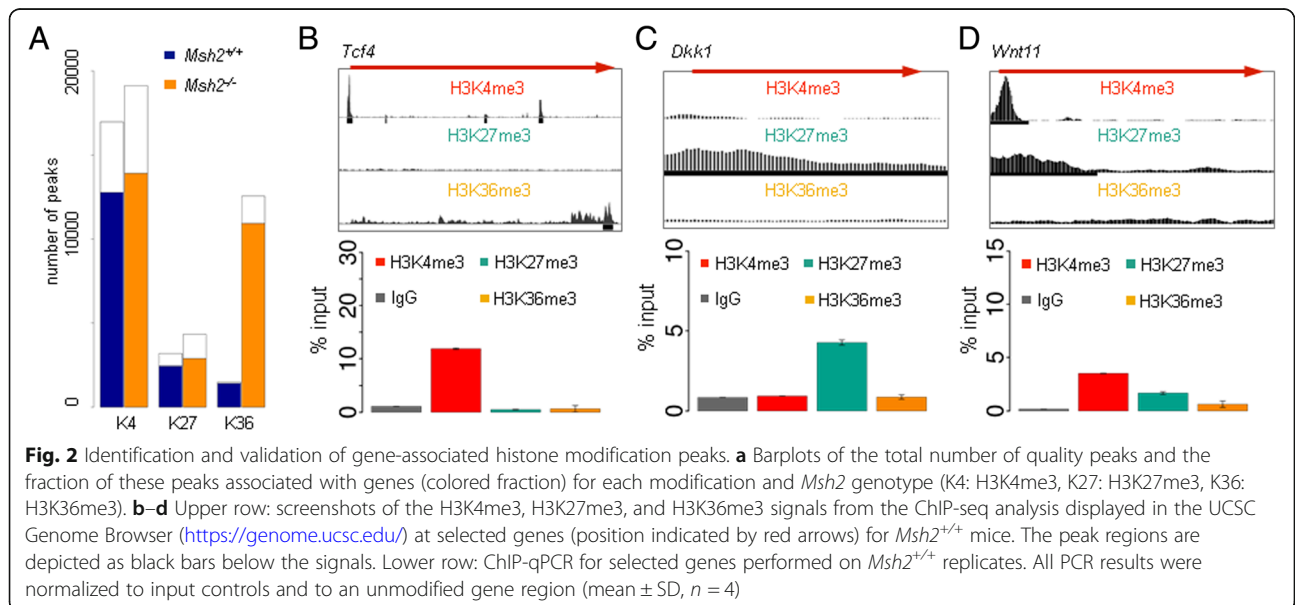 A
Msh2+/+
Msh2-/-
number of peaks
0
10000
20000
K4
K27
K36
B
Tcf4
H3K4me3
H3K27me3
H3K36me3
% input
0
10
20
30
H3K4me3
H3K27me3
IgG
H3K36me3
C
Dkk1
H3K4me3
H3K27me3
H3K36me3
% input
0
5
10
H3K4me3
H3K27me3
IgG
H3K36me3
D
Wnt11
H3K4me3
H3K27me3
H3K36me3
% input
0
5
10
15
H3K4me3
H3K27me3
IgG
H3K36me3
Fig. 2 Identification and validation of gene-associated histone modification peaks. a Barplots of the total number of quality peaks and the
fraction of these peaks associated with genes (colored fraction) for each modification and Msh2 genotype (K4: H3K4me3, K27: H3K27me3, K36:
H3K36me3). b–d Upper row: screenshots of the H3K4me3, H3K27me3, and H3K36me3 signals from the ChIP-seq analysis displayed in the UCSC
Genome Browser (https://genome.ucsc.edu/) at selected genes (position indicated by red arrows) for Msh2+/+ mice. The peak regions are
depicted as black bars below the signals. Lower row: ChIP-qPCR for selected genes performed on Msh2+/+ replicates. All PCR results were
normalized to input controls and to an unmodified gene region (mean ± SD, n = 4)